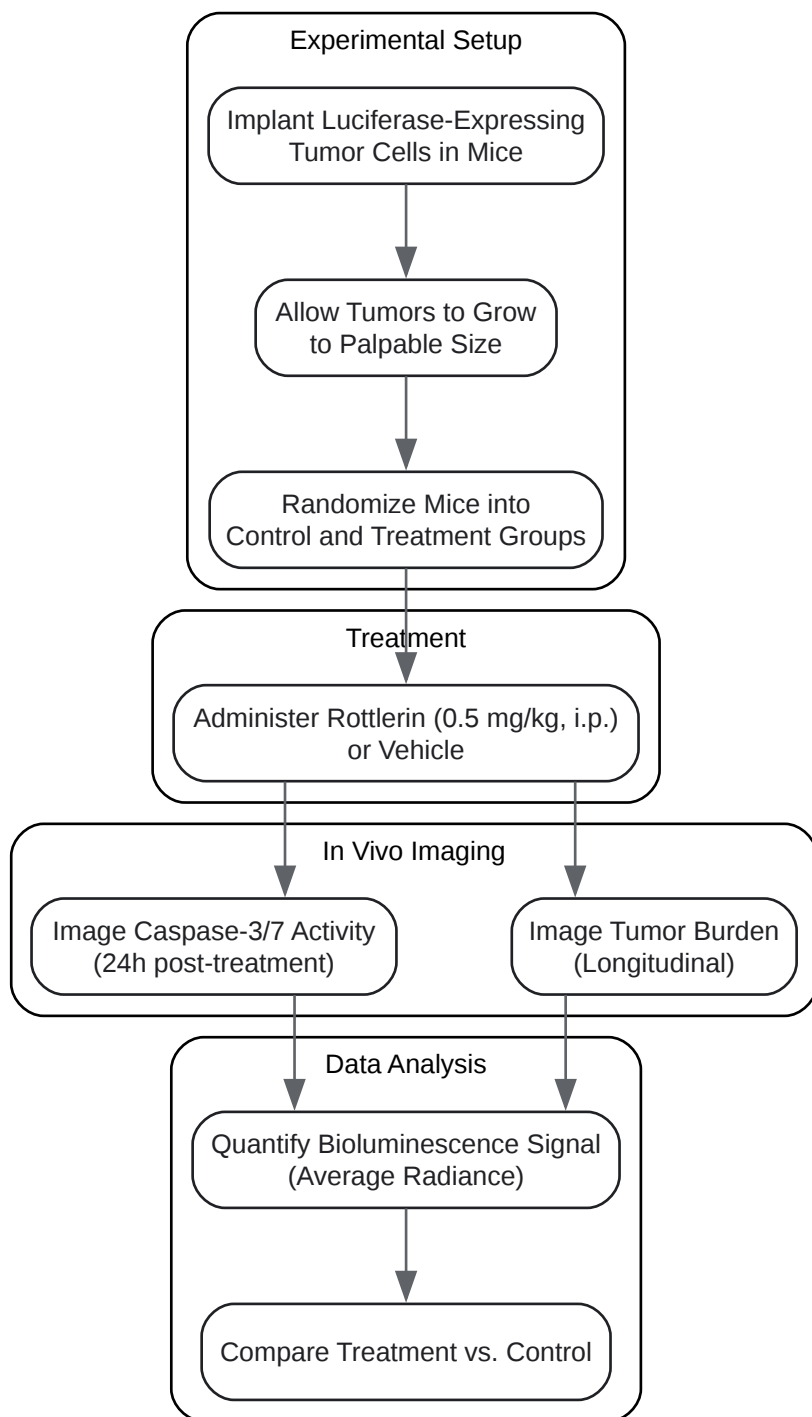 Experimental Setup
Implant Luciferase-Expressing
Tumor Cells in Mice
Allow Tumors to Grow
to Palpable Size
Randomize Mice into
Control and Treatment Groups
Treatment
Administer Rottlerin (0.5 mg/kg, i.p.)
or Vehicle
In Vivo Imaging
Image Caspase-3/7 Activity
(24h post-treatment)
Image Tumor Burden
(Longitudinal)
Data Analysis
Quantify Bioluminescence Signal
(Average Radiance)
Compare Treatment vs. Control